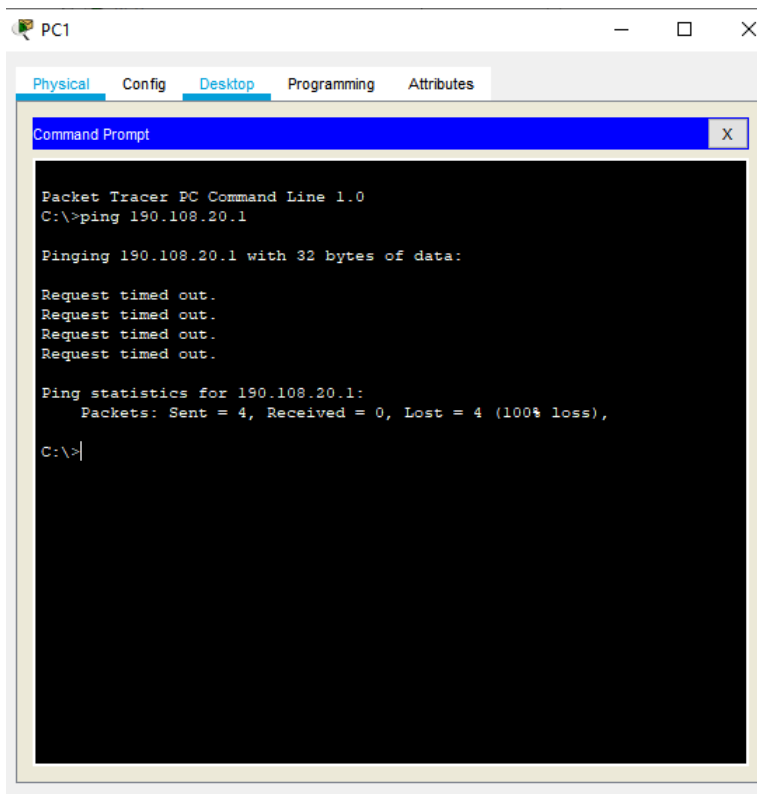 PC1
Physical Config Desktop Programming Attributes
Command Prompt X
Packet Tracer PC Command Line 1.0
C:\>ping 190.108.20.1
Pinging 190.108.20.1 with 32 bytes of data:
Request timed out.
Request timed out.
Request timed out.
Request timed out.
Ping statistics for 190.108.20.1:
Packets: Sent = 4, Received = 0, Lost = 4 (100% loss),
C:\>